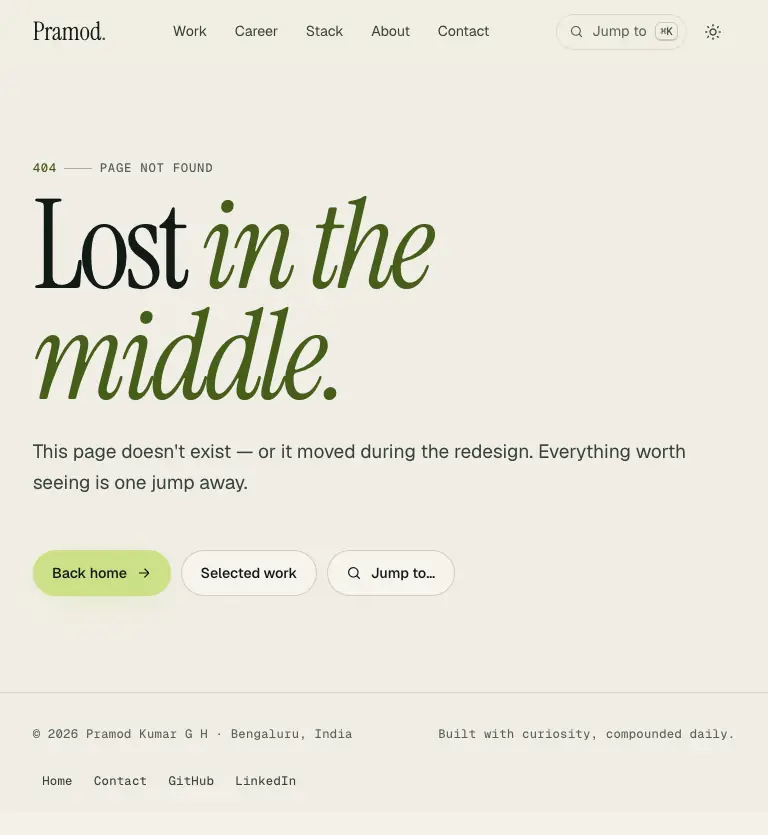 Pramod.
Work Career Stack About Contact
Jump to ⌘K
404 — PAGE NOT FOUND
Lost in the
middle.
This page doesn't exist — or it moved during the redesign. Everything worth
seeing is one jump away.
Back home →
Selected work
Jump to...
© 2026 Pramod Kumar G H · Bengaluru, India
Built with curiosity, compounded daily.
Home Contact GitHub LinkedIn